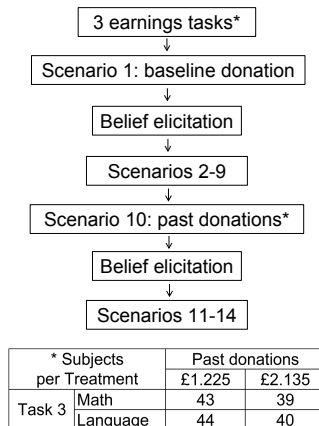 3 earnings tasks*
Scenario 1: baseline donation
Belief elicitation
Scenarios 2-9
Scenario 10: past donations*
Belief elicitation
Scenarios 11-14
* Subjects Past donations
per Treatment £1.225 £2.135
Task 3 Math 43 39
Language 44 40